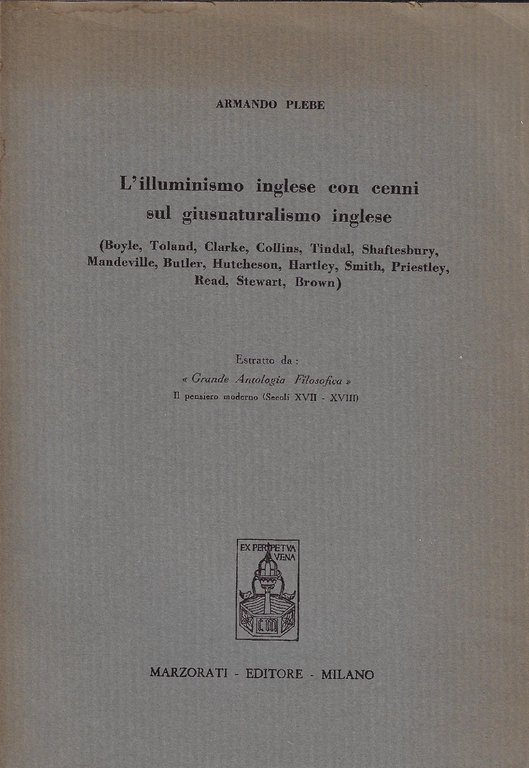 ARMANDO PLEBE
L'illuminismo inglese con cenni
sul giusnaturalismo inglese
(Boyle, Toland, Clarke, Collins, Tindal, Shaftesbury,
Mandeville, Butler, Hutcheson, Hartley, Smith, Priestley,
Read, Stewart, Brown)
Estratto da:
« Grande Antologia Filosofica »
Il pensiero moderno (Secoli XVII - XVIII)
EX PERPETVA
VENA
CM
MARZORATI - EDITORE - MILANO